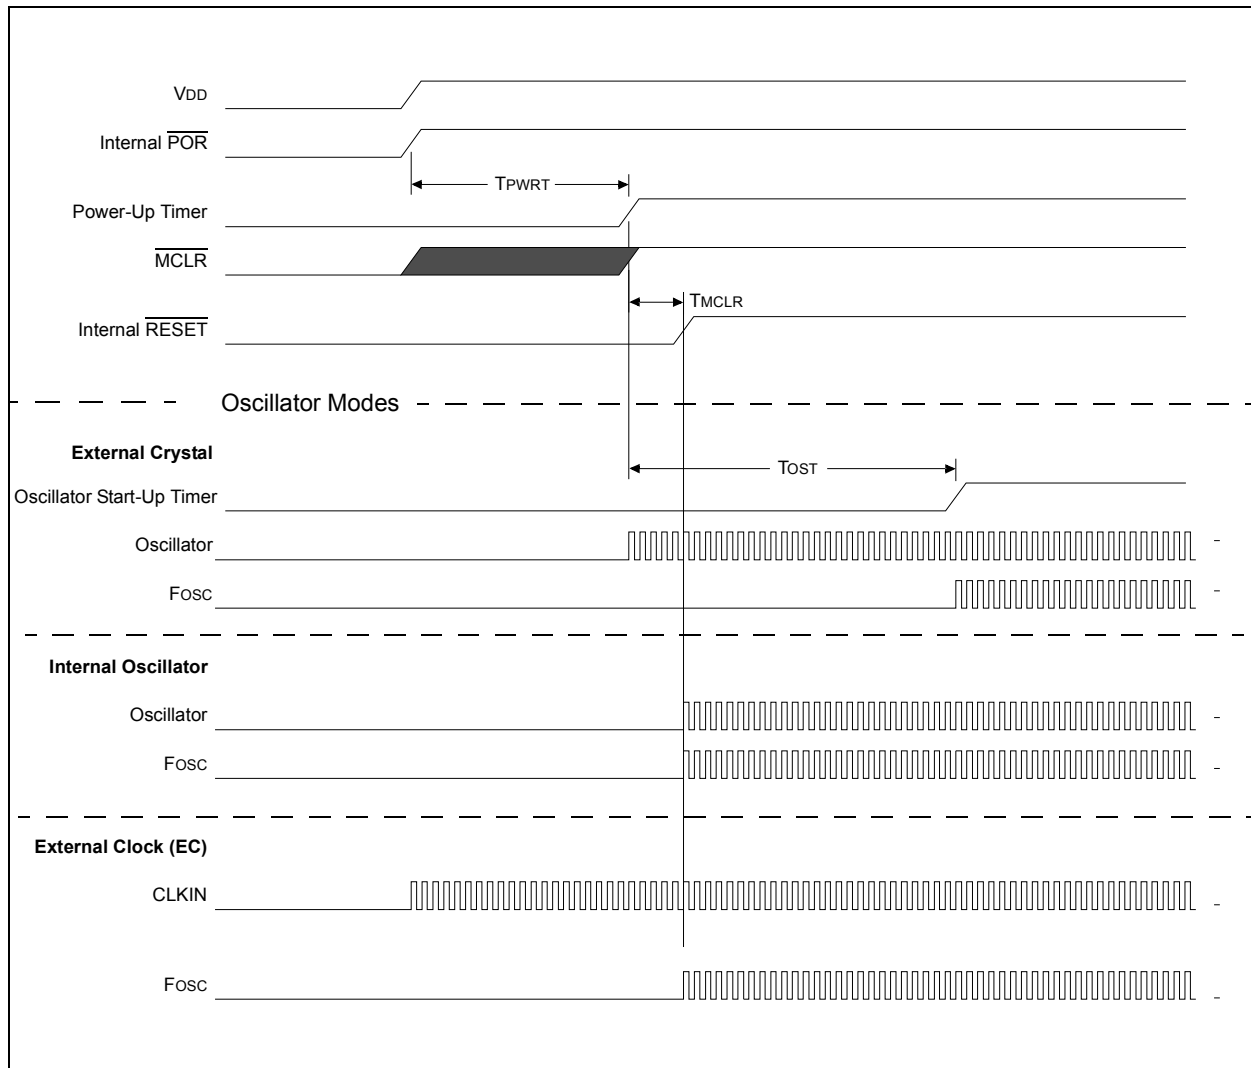 VDD
Internal POR
TPWRT
Power-Up Timer
MCLR
TMCLR
Internal RESET
Oscillator Modes
External Crystal
TOST
Oscillator Start-Up Timer
Oscillator
FOSC
Internal Oscillator
Oscillator
FOSC
External Clock (EC)
CLKIN
FOSC